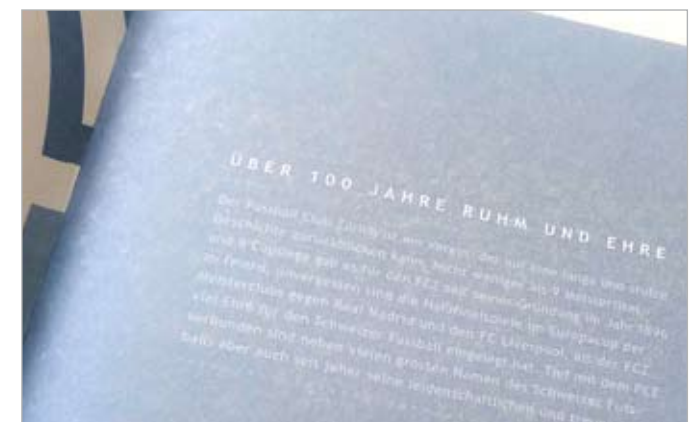 ÜBER 100 JAHRE RUHM UND EHRE
Der Fussball Club Zürich ist ein Verein, der auf eine lange und stolze
Geschichte zurückblicken kann. Nicht weniger als 9 Meistertitel
und 6 Cupsiege gab es für den FCZ seit seiner Gründung im Jahr 1896
zu feiern. Unvergessen sind die Halbfinalspiele im Europacup der
Meisterclubs gegen Real Madrid und den FC Liverpool, als der FCZ
viel Ehre für den Schweizer Fussball eingelegt hat. Tief mit dem FCZ
verbunden sind neben vielen grossen Namen des Schweizer Fuss-
balls aber auch seit jeher seine leidenschaftlichen und